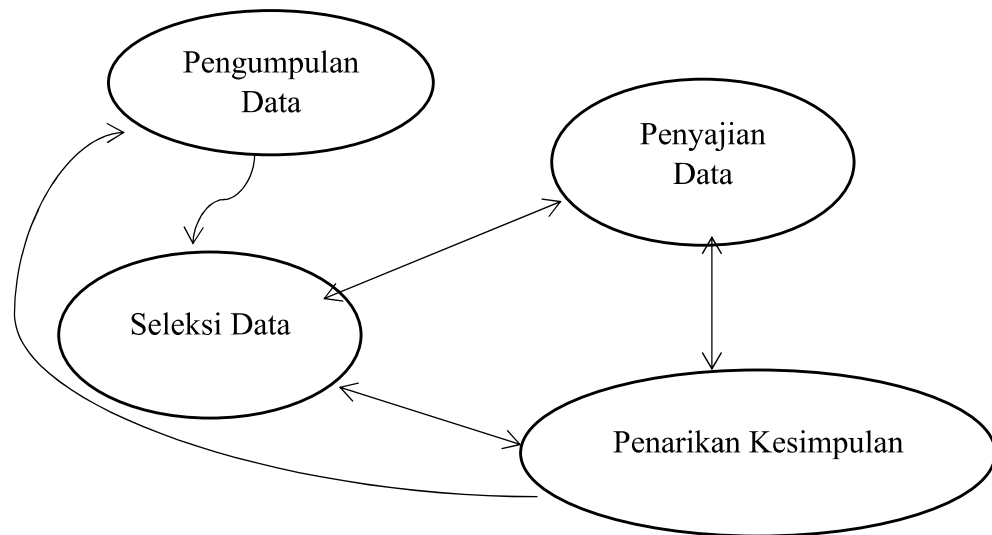 Pengumpulan
Data
Penyajian
Data
Seleksi Data
Penarikan Kesimpulan